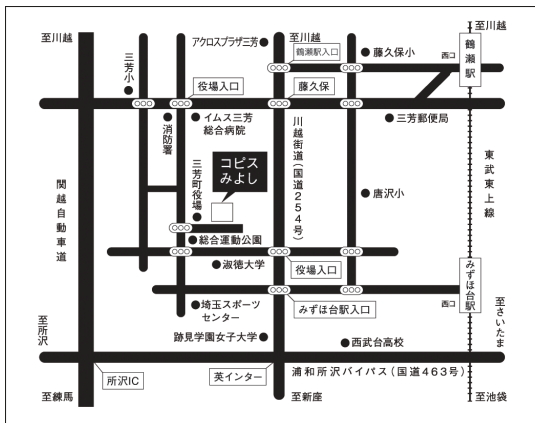 至川越
至川越
至川越
アクロスプラザ三芳
鶴瀬駅入口
藤久保小
西口
鶴瀬駅
三芳小
役場入口
藤久保
消防署
イムス三芳
総合病院
三芳郵便局
川越街道(国道254号)
関越自動車道
東武東上線
三芳町役場
コピス
みよし
唐沢小
総合運動公園
淑徳大学
役場入口
みずほ台駅
埼玉スポーツ
センター
みずほ台駅入口
西口
至所沢
至さいたま
跡見学園女子大学
西武台高校
所沢IC
英インター
浦和所沢バイパス(国道463号)
至練馬
至新座
至池袋